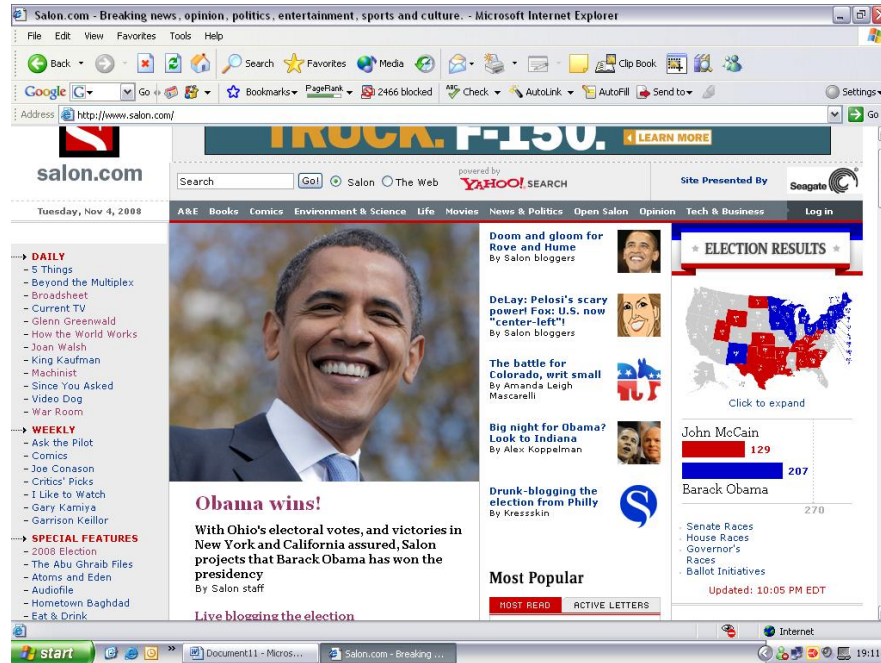 Salon.com - Breaking news, opinion, politics, entertainment, sports and culture. - Microsoft Internet Explorer
File Edit View Favorites Tools Help
Back Search Favorites Media Clip Book
Google G Go Bookmarks PageRank 2466 blocked ABC Check AutoLink AutoFill Send to Settings
Address http://www.salon.com/ Go
TRUCK. F-150. LEARN MORE
salon.com
Search Go! Salon The Web powered by YAHOO! SEARCH
Site Presented By Seagate
Tuesday, Nov 4, 2008
A&E Books Comics Environment & Science Life Movies News & Politics Open Salon Opinion Tech & Business Log in
DAILY
- 5 Things
- Beyond the Multiplex
- Broadsheet
- Current TV
- Glenn Greenwald
- How the World Works
- Joan Walsh
- King Kaufman
- Machinist
- Since You Asked
- Video Dog
- War Room
WEEKLY
- Ask the Pilot
- Comics
- Joe Conason
- Critics' Picks
- I Like to Watch
- Gary Kamiya
- Garrison Keillor
SPECIAL FEATURES
- 2008 Election
- The Abu Ghraib Files
- Atoms and Eden
- Audiofile
- Hometown Baghdad
- Eat & Drink
Obama wins!
With Ohio's electoral votes, and victories in
New York and California assured, Salon
projects that Barack Obama has won the
presidency
By Salon staff
Live blogging the election
Doom and gloom for
Rove and Hume
By Salon bloggers
DeLay: Pelosi's scary
power! Fox: U.S. now
"center-left"!
By Salon bloggers
The battle for
Colorado, writ small
By Amanda Leigh
Mascarelli
Big night for Obama?
Look to Indiana
By Alex Koppelman
Drunk-blogging the
election from Philly
By Kressskin
Most Popular
MOST READ ACTIVE LETTERS
ELECTION RESULTS
Click to expand
John McCain
129
207
Barack Obama
270
Senate Races
House Races
Governor's
Races
Ballot Initiatives
Updated: 10:05 PM EDT
Internet
start Document11 - Micros... Salon.com - Breaking ... 19:11